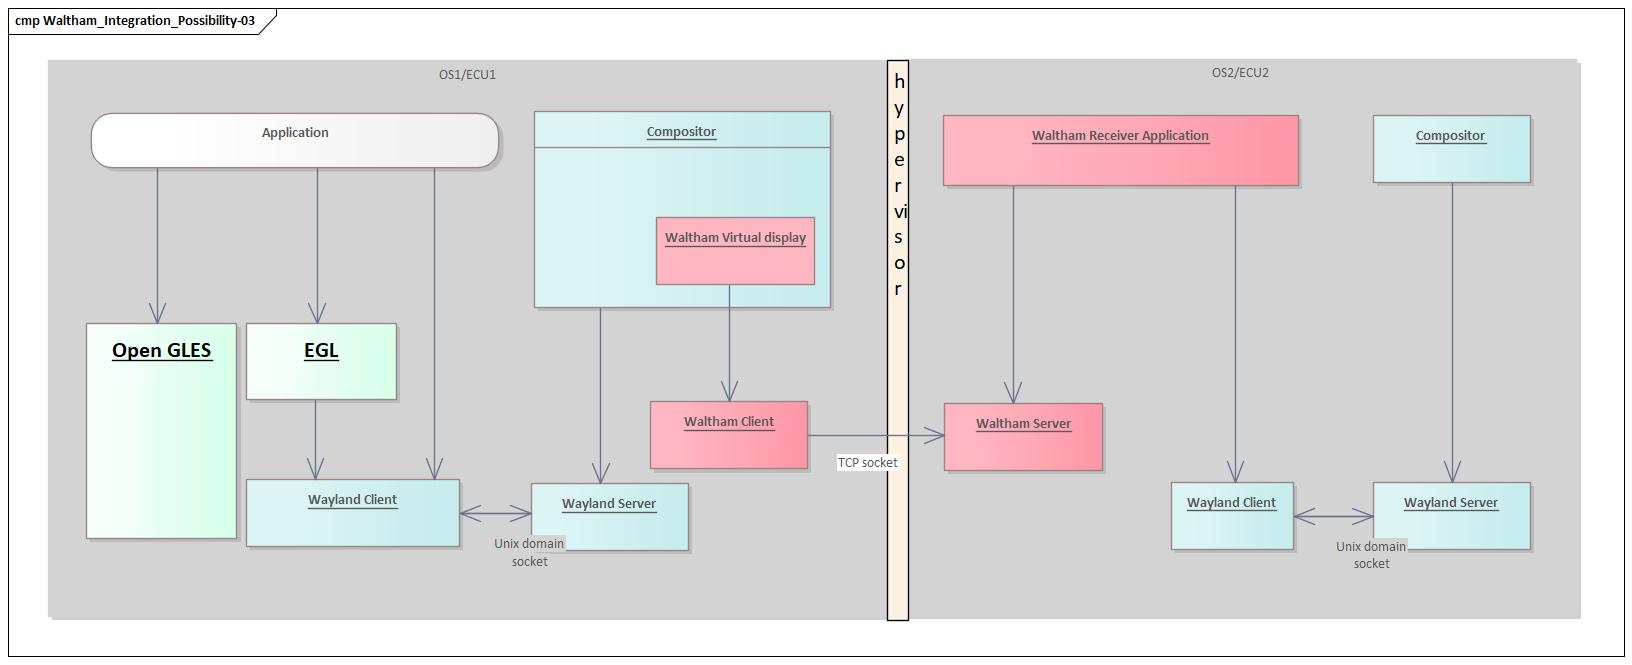 cmp Waltham_Integration_Possibility-03
OS1/ECU1
Application
Compositor
Waltham Virtual display
Open GLES
EGL
Waltham Client
TCP socket
Wayland Client
Wayland Server
Unix domain
socket
h
y
p
e
r
vi
s
o
r
OS2/ECU2
Waltham Receiver Application
Compositor
Waltham Server
Wayland Client
Wayland Server
Unix domain
socket